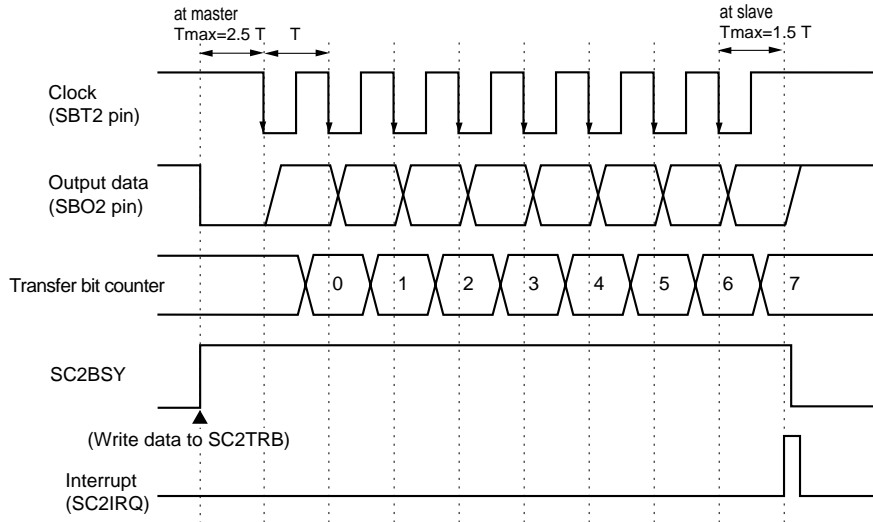 at master
Tmax=2.5 T
T
at slave
Tmax=1.5 T
Clock
(SBT2 pin)
Output data
(SBO2 pin)
Transfer bit counter
0 1 2 3 4 5 6 7
SC2BSY
(Write data to SC2TRB)
Interrupt
(SC2IRQ)